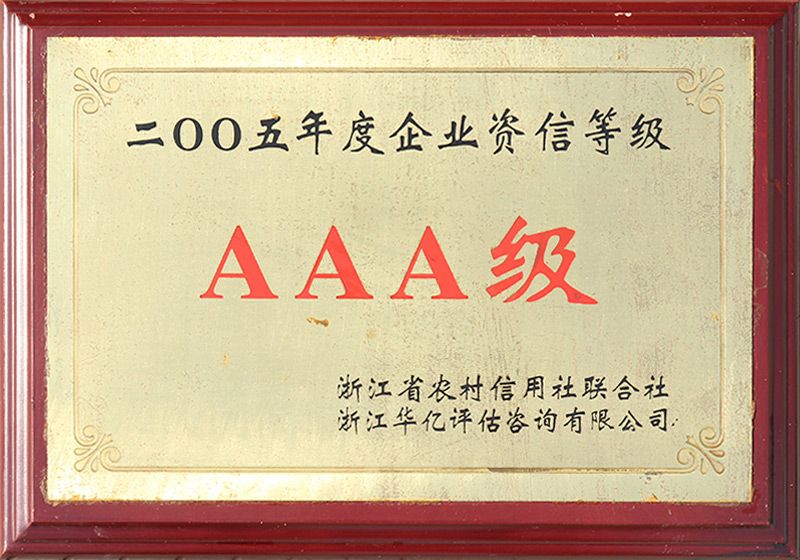 二OO五年度企业资信等级
AAA级
浙江省农村信用社联合社
浙江华亿评估咨询有限公司